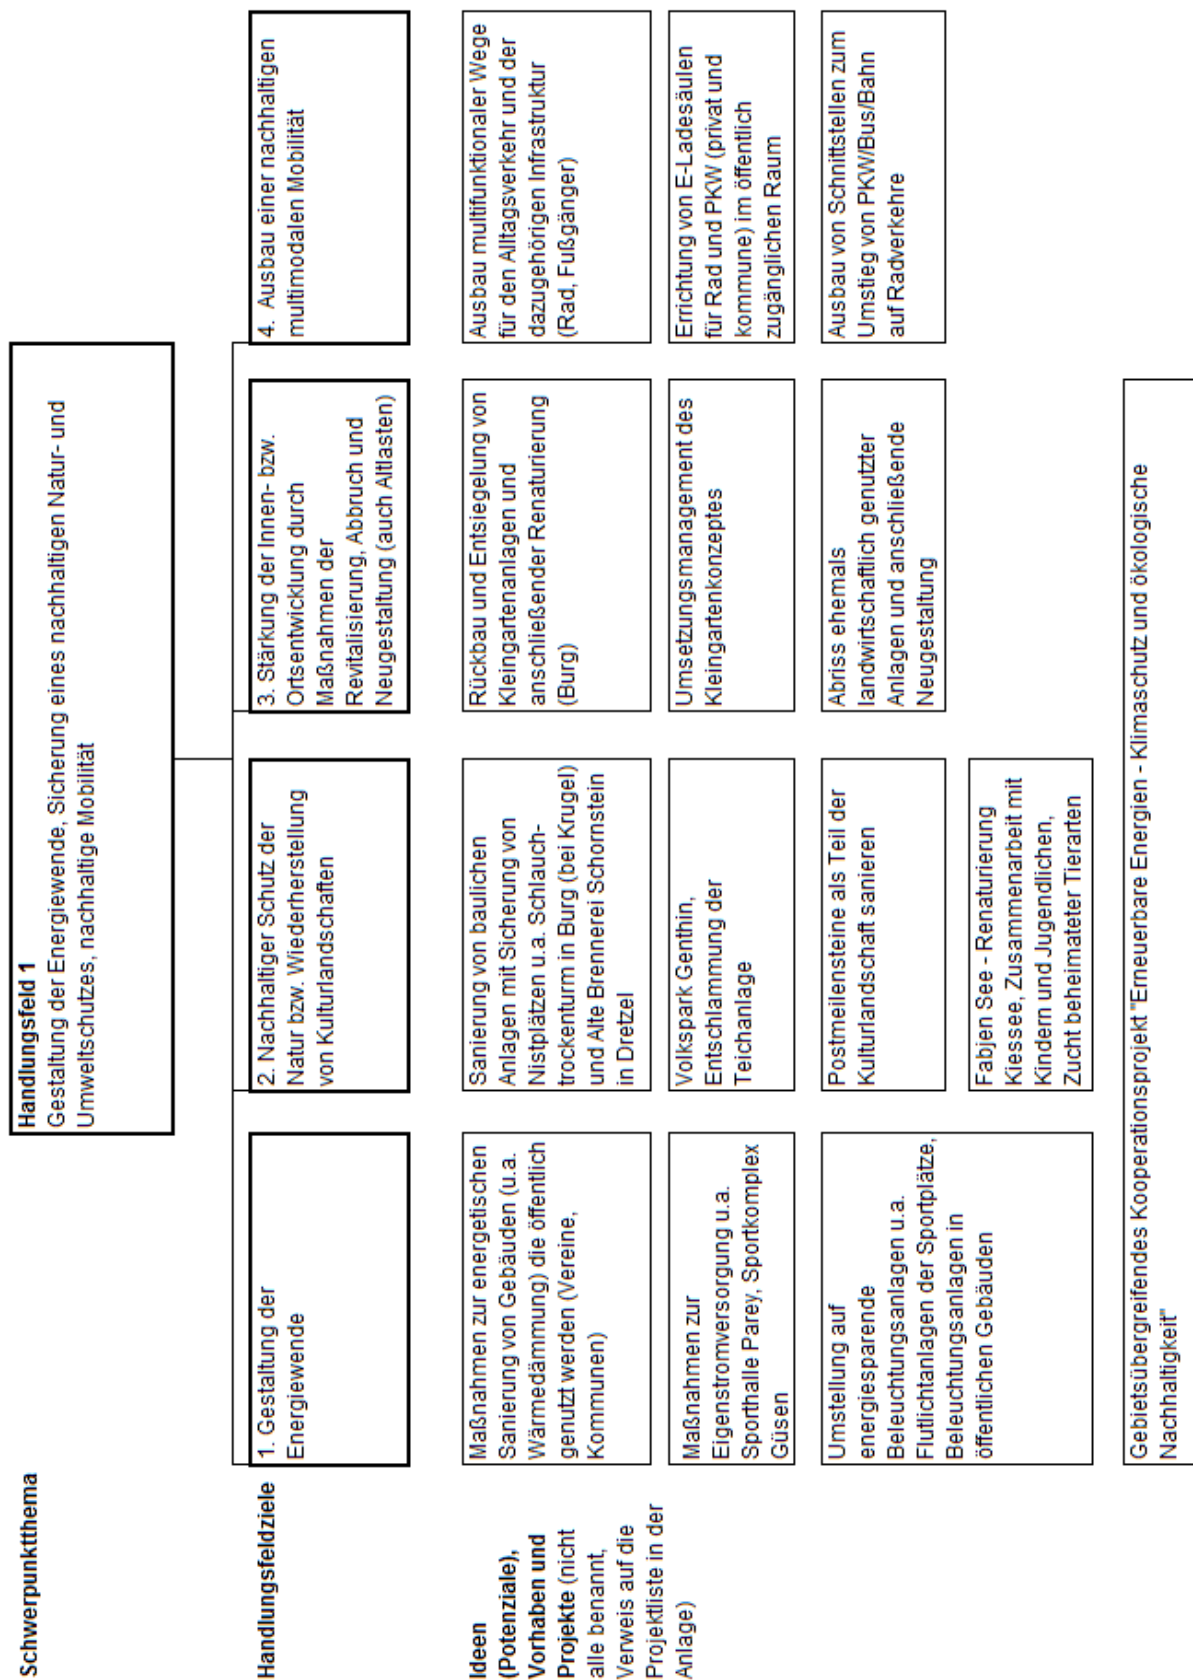 Schwerpunktthema
Handlungsfeld 1
Gestaltung der Energiewende, Sicherung eines nachhaltigen Natur- und
Umweltschutzes, nachhaltige Mobilität
Handlungsfeldziele
1. Gestaltung der
Energiewende
2. Nachhaltiger Schutz der
Natur bzw. Wiederherstellung
von Kulturlandschaften
3. Stärkung der Innen- bzw.
Ortsentwicklung durch
Maßnahmen der
Revitalisierung, Abbruch und
Neugestaltung (auch Altlasten)
4. Ausbau einer nachhaltigen
multimodalen Mobilität
Ideen
(Potenziale),
Vorhaben und
Projekte (nicht
alle benannt,
Verweis auf die
Projektliste in der
Anlage)
Maßnahmen zur energetischen
Sanierung von Gebäuden (u.a.
Wärmedämmung) die öffentlich
genutzt werden (Vereine,
Kommunen)
Sanierung von baulichen
Anlagen mit Sicherung von
Nistplätzen u.a. Schlauch-
trockenturm in Burg (bei Krugel)
und Alte Brennerei Schornstein
in Dretzel
Rückbau und Entsiegelung von
Kleingartenanlagen und
anschließender Renaturierung
(Burg)
Ausbau multifunktionaler Wege
für den Alltagsverkehr und der
dazugehörigen Infrastruktur
(Rad, Fußgänger)
Maßnahmen zur
Eigenstromversorgung u.a.
Sporthalle Parey, Sportkomplex
Güsen
Volkspark Genthin,
Entschlammung der
Teichanlage
Umsetzungsmanagement des
Kleingartenkonzeptes
Errichtung von E-Ladesäulen
für Rad und PKW (privat und
kommune) im öffentlich
zugänglichen Raum
Umstellung auf
energiesparende
Beleuchtungsanlagen u.a.
Flutlichtanlagen der Sportplätze,
Beleuchtungsanlagen in
öffentlichen Gebäuden
Postmeilensteine als Teil der
Kulturlandschaft sanieren
Abriss ehemals
landwirtschaftlich genutzter
Anlagen und anschließende
Neugestaltung
Ausbau von Schnittstellen zum
Umstieg von PKW/Bus/Bahn
auf Radverkehre
Fabjen See - Renaturierung
Kiessee, Zusammenarbeit mit
Kindern und Jugendlichen,
Zucht beheimateter Tierarten
Gebietsübergreifendes Kooperationsprojekt "Erneuerbare Energien - Klimaschutz und ökologische
Nachhaltigkeit"